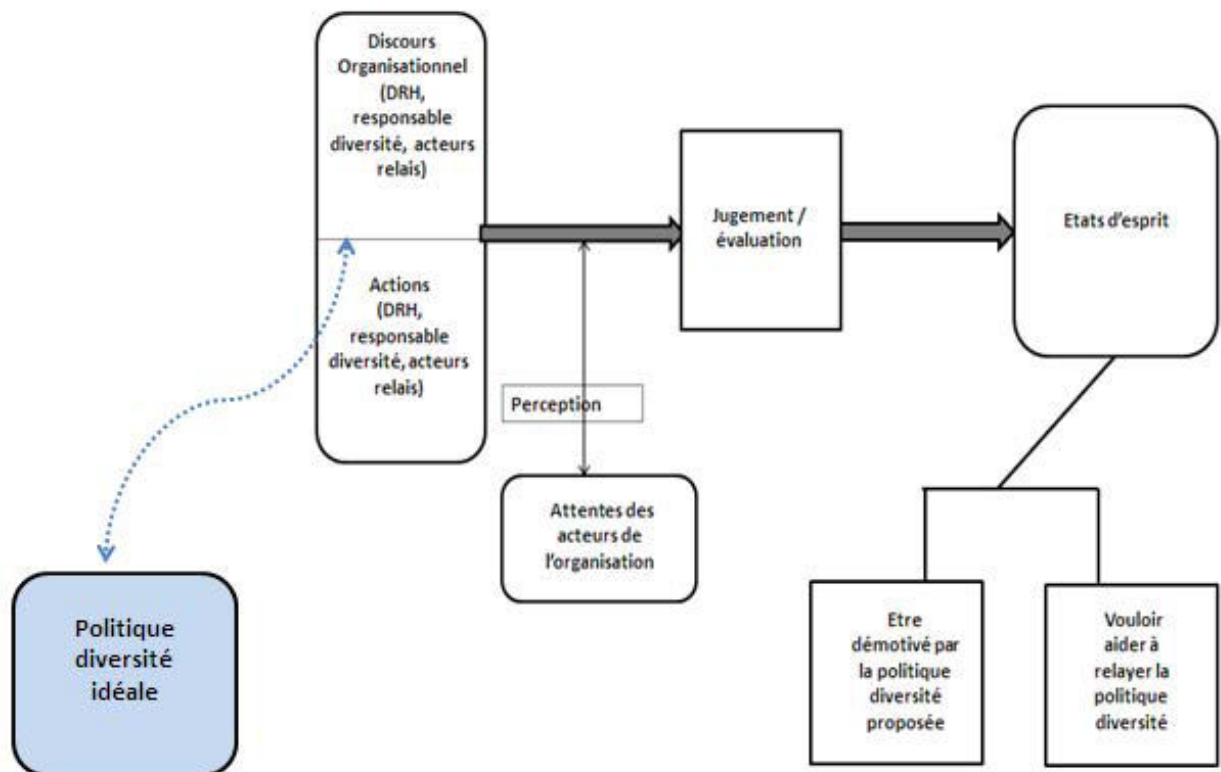 Discours
Organisationnel
(DRH,
responsable
diversité, acteurs
relais)
Actions
(DRH,
responsable
diversité, acteurs
relais)
Perception
Attentes des
acteurs de
l'organisation
Jugement /
évaluation
Etats d'esprit
Politique
diversité
idéale
Etre
démotivé par
la politique
diversité
proposée
Vouloir
aider à
relayer la
politique
diversité